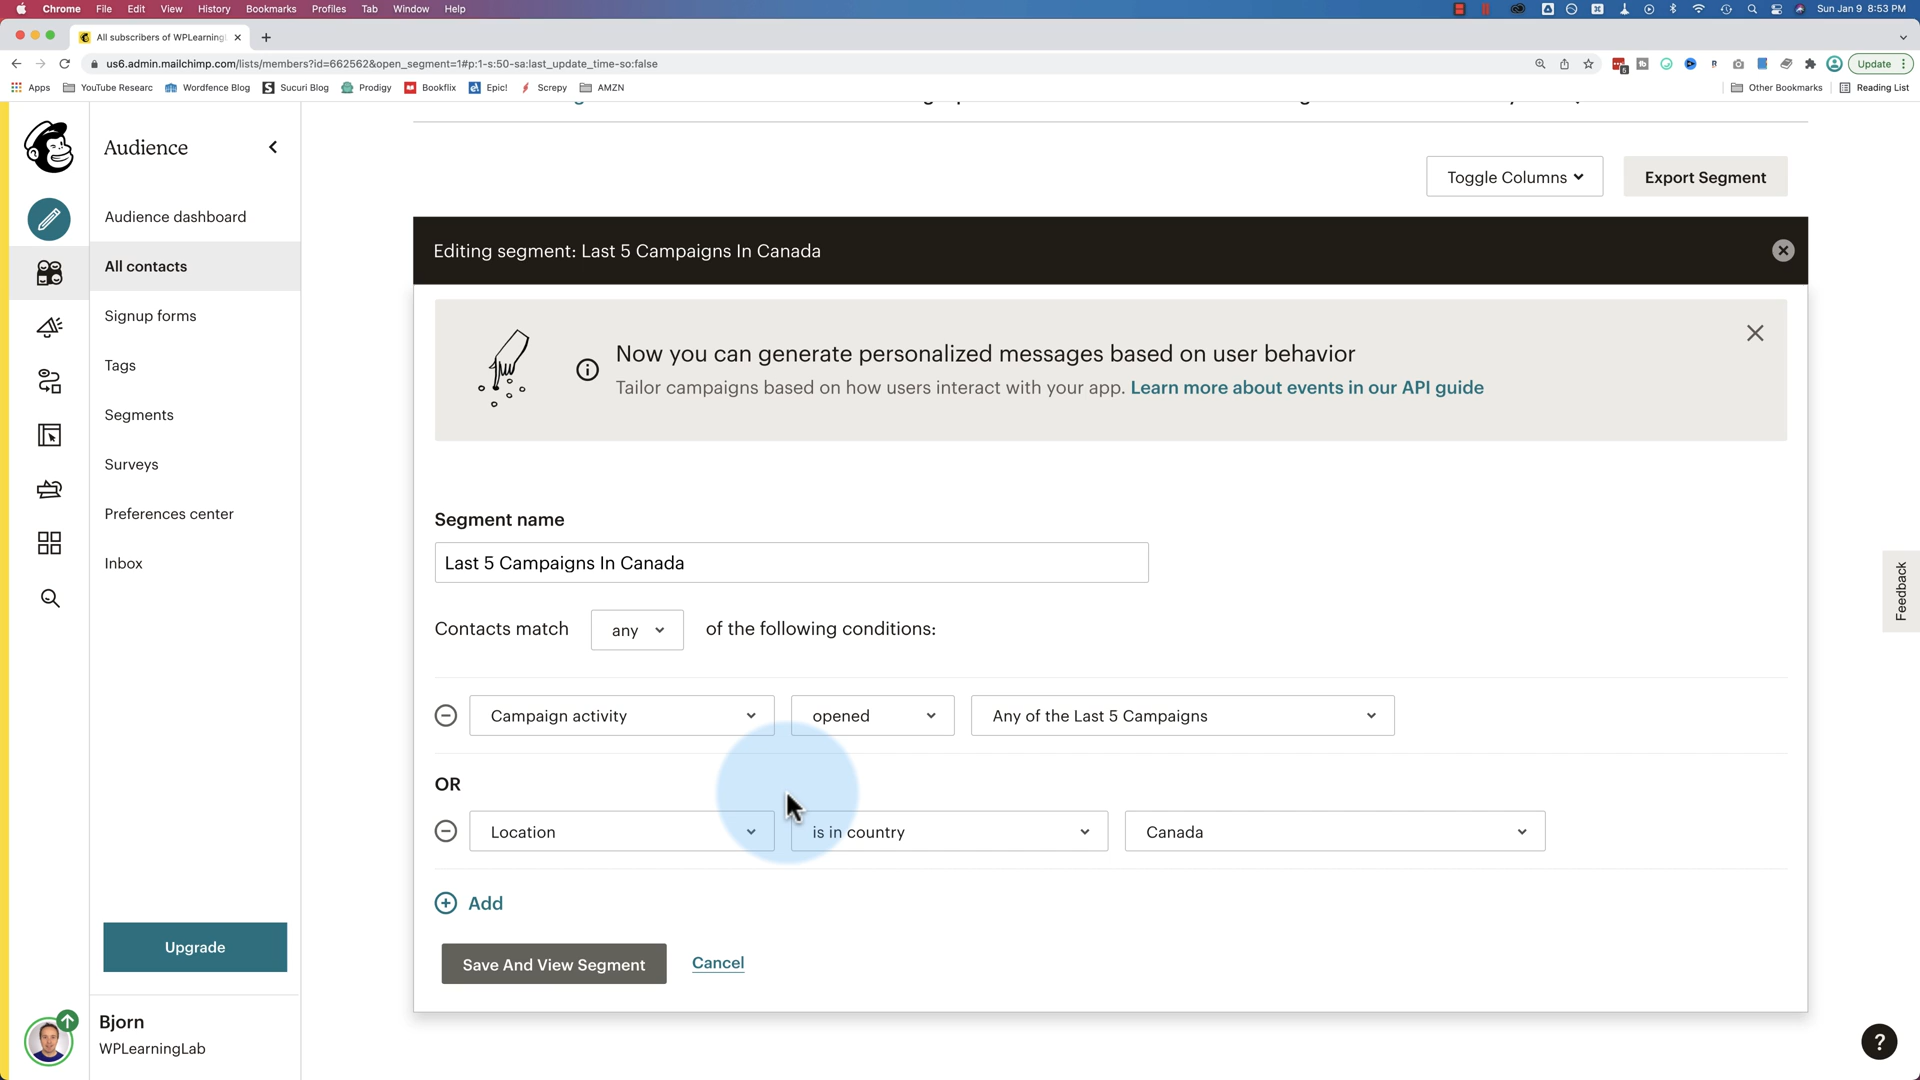 Chrome File Edit View History Bookmarks Profiles Tab Window Help
Sun Jan 9 8:53 PM
All subscribers of WPLearning
us6.admin.mailchimp.com/lists/members?id=662562&open_segment=1#p:1-s:50-sa:last_update_time-so:false
Update
Apps YouTube Researc Wordfence Blog Sucuri Blog Prodigy Bookflix Epic! Screpy AMZN Other Bookmarks Reading List
Audience
Audience dashboard
All contacts
Signup forms
Tags
Segments
Surveys
Preferences center
Inbox
Upgrade
Bjorn
WPLearningLab
Toggle Columns
Export Segment
Editing segment: Last 5 Campaigns In Canada
Now you can generate personalized messages based on user behavior
Tailor campaigns based on how users interact with your app. Learn more about events in our API guide
Segment name
Last 5 Campaigns In Canada
Contacts match any of the following conditions:
Campaign activity opened Any of the Last 5 Campaigns
OR
Location is in country Canada
Add
Save And View Segment Cancel
Feedback
?